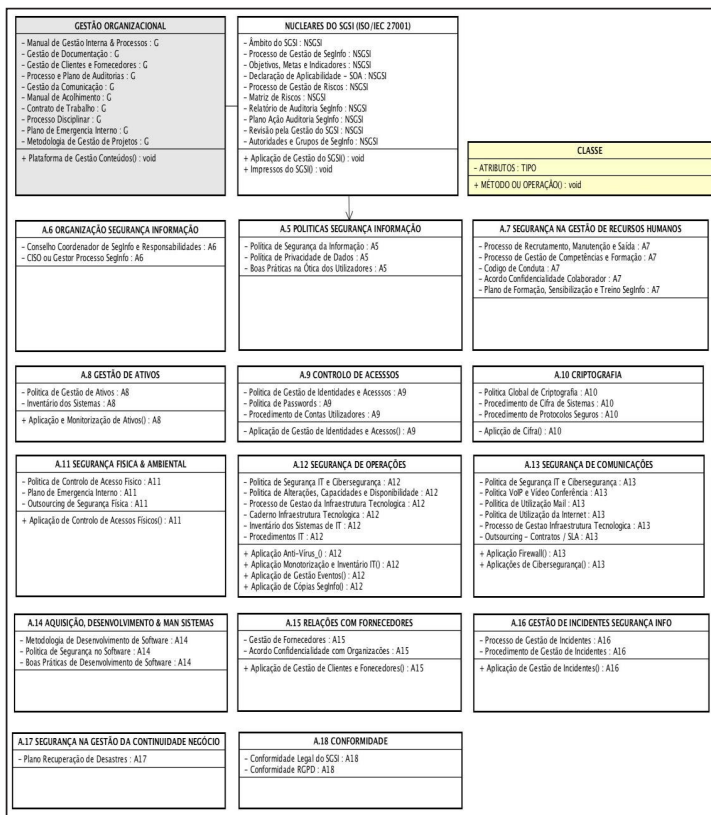 GESTÃO ORGANIZACIONAL
– Manual de Gestão Interna & Processos : G
– Gestão de Documentação : G
– Gestão de Clientes e Fornecedores : G
– Processo e Plano de Auditorias : G
– Gestão da Comunicação : G
– Manual de Acolhimento : G
– Contrato de Trabalho : G
– Processo Disciplinar : G
– Plano de Emergencia Interno : G
– Metodologia de Gestão de Projetos : G
+ Plataforma de Gestão Conteúdos() : void
NUCLEARES DO SGSI (ISO/IEC 27001)
– Âmbito do SGSI : NSGSI
– Processo de Gestão de SegInfo : NSGSI
– Objetivos, Metas e Indicadores : NSGSI
– Declaração de Aplicabilidade – SOA : NSGSI
– Processo de Gestão de Riscos : NSGSI
– Matriz de Riscos : NSGSI
– Relatório de Auditoria SegInfo : NSGSI
– Plano Ação Auditoria SegInfo : NSGSI
– Revisão pela Gestão do SGSI : NSGSI
– Autoridades e Grupos de SegInfo : NSGSI
+ Aplicação de Gestão do SGSI() : void
+ Impressos do SGSI() : void
CLASSE
– ATRIBUTOS : TIPO
+ MÉTODO OU OPERAÇÃO() : void
A.6 ORGANIZAÇÃO SEGURANÇA INFORMAÇÃO
– Conselho Coordenador de SegInfo e Responsabilidades : A6
– CISO ou Gestor Processo SegInfo : A6
A.5 POLITICAS SEGURANÇA INFORMAÇÃO
– Política de Segurança da Informação : A5
– Política de Privacidade de Dados : A5
– Boas Práticas na Ótica dos Utilizadores : A5
A.7 SEGURANÇA NA GESTÃO DE RECURSOS HUMANOS
– Processo de Recrutamento, Manutenção e Saída : A7
– Processo de Gestão de Competências e Formação : A7
– Codigo de Conduta : A7
– Acordo Confidencialidade Colaborador : A7
– Plano de Formação, Sensibilização e Treino SegInfo : A7
A.8 GESTÃO DE ATIVOS
– Politica de Gestão de Ativos : A8
– Inventário dos Sistemas : A8
+ Aplicação e Monitorização de Ativos() : A8
A.9 CONTROLO DE ACESSSOS
– Politica de Gestão de Identidades e Acesssos : A9
– Politica de Passwords : A9
– Procedimento de Contas Utilizadores : A9
– Aplicação de Gestão de Identidades e Acessos() : A9
A.10 CRIPTOGRAFIA
– Politica Global de Criptografia : A10
– Procedimento de Cifra de Sistemas : A10
– Procedimento de Protocolos Seguros : A10
– Aplicção de Cifra() : A10
A.11 SEGURANÇA FISICA & AMBIENTAL
– Politica de Controlo de Acesso Fisico : A11
– Plano de Emergencia Interno : A11
– Outsourcing de Segurança Física : A11
+ Aplicação de Controlo de Acessos Físicos() : A11
A.12 SEGURANÇA DE OPERAÇÕES
– Politica de Segurança IT e Cibersegurança : A12
– Politica de Alterações, Capacidades e Disponibilidade : A12
– Processo de Gestao da Infraestrutura Tecnologica : A12
– Caderno Infraestrutura Tecnologica : A12
– Inventário dos Sistemas de IT : A12
– Procedimentos IT : A12
+ Aplicação Anti–Vírus_() : A12
+ Aplicação Monotorização e Inventário IT() : A12
+ Aplicação de Gestão Eventos() : A12
+ Aplicação de Cópias SegInfo() : A12
A.13 SEGURANÇA DE COMUNICAÇÕES
– Politica de Segurança IT e Cibersegurança : A13
– Politica VoIP e Vídeo Conferência : A13
– Politica de Utilização Mail : A13
– Politica de Utilização da Internet : A13
– Processo de Gestao Infraestrutura Tecnologica : A13
– Outsourcing – Contratos / SLA : A13
+ Aplicação Firewall() : A13
+ Aplicações de Cibersegurança() : A13
A.14 AQUISIÇÃO, DESENVOLVIMENTO & MAN SISTEMAS
– Metodologia de Desenvolvimento de Software : A14
– Politica de Segurança no Software : A14
– Boas Práticas de Desenvolvimento de Software : A14
A.15 RELAÇÕES COM FORNECEDORES
– Gestão de Fornecedores : A15
– Acordo Confidencialidade com Organizacões : A15
+ Aplicação de Gestão de Clientes e Fonecedores() : A15
A.16 GESTÃO DE INCIDENTES SEGURANÇA INFO
– Processo de Gestão de Incidentes : A16
– Procedimento de Gestão de Incidentes : A16
+ Aplicação de Gestão de Incidentes() : A16
A.17 SEGURANÇA NA GESTÃO DA CONTINUIDADE NEGÓCIO
– Plano Recuperação de Desastres : A17
A.18 CONFORMIDADE
– Conformidade Legal do SGSI : A18
– Conformidade RGPD : A18